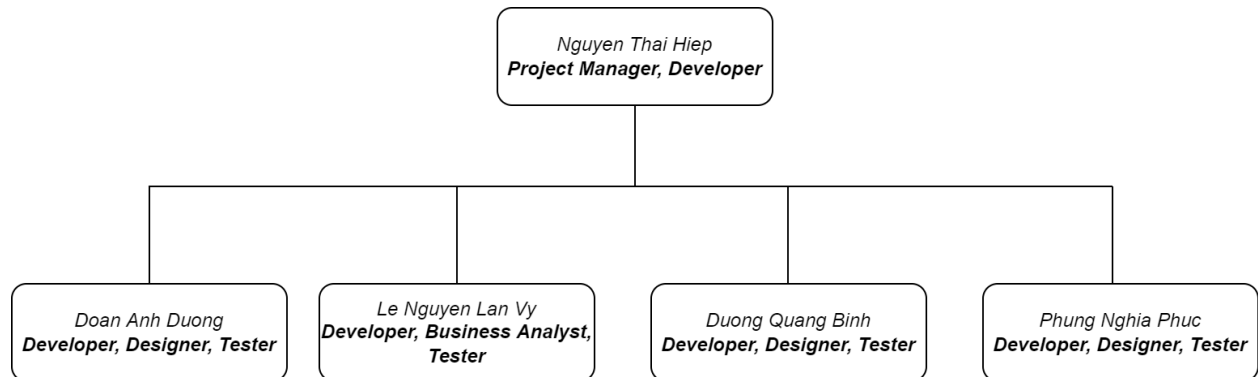 Nguyen Thai Hiep
Project Manager, Developer
Doan Anh Duong
Developer, Designer, Tester
Le Nguyen Lan Vy
Developer, Business Analyst,
Tester
Duong Quang Binh
Developer, Designer, Tester
Phung Nghia Phuc
Developer, Designer, Tester